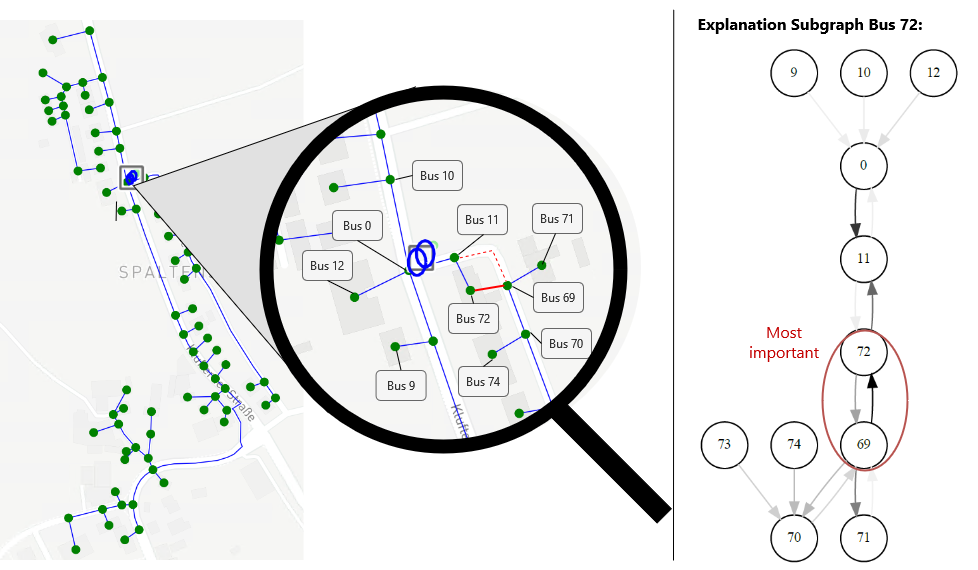 Explanation Subgraph Bus 72:
9
10
12
0
11
Most
important
72
73
74
69
70
71
SPALTEN
Bus 10
Bus 0
Bus 11
Bus 71
Bus 12
Bus 69
Bus 72
Bus 70
Bus 9
Bus 74
Straße